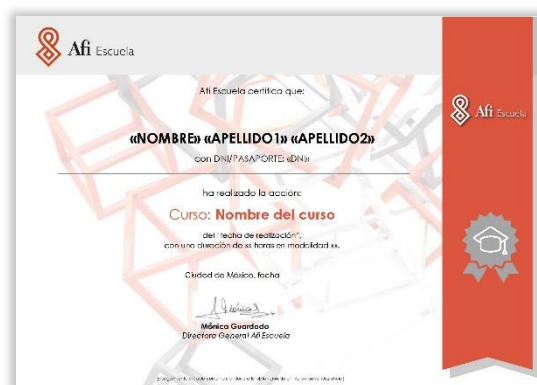 Afi Escuela
Afi Escuela certifica que:
Afi Escuela
«NOMBRE» «APELLIDO1» «APELLIDO2»
con DNI/PASAPORTE: «DNI»
ha realizado la acción:
Curso: Nombre del curso
del "fecha de realización",
con una duración de xx horas en modalidad xx.
Ciudad de México, fecha
Mónica Guardado
Directora General Afi Escuela